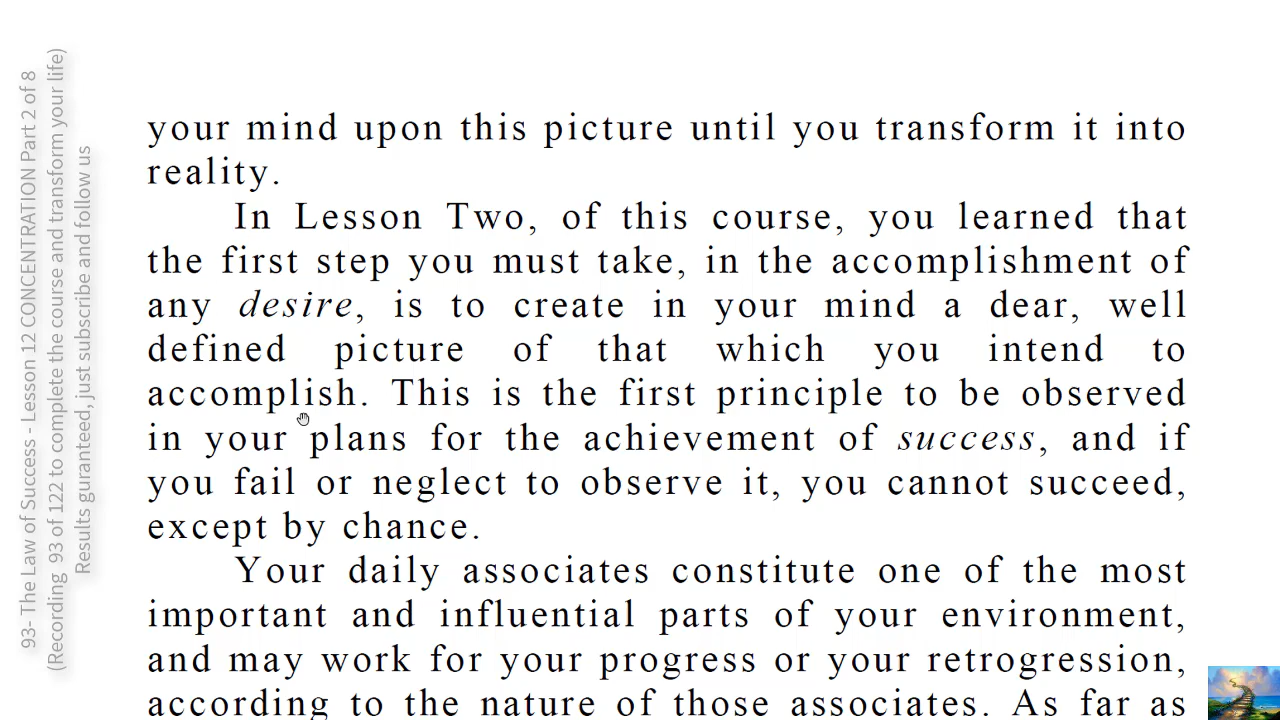 93- The Law of Success - Lesson 12 CONCENTRATION Part 2 of 8
(Recording 93 of 122 to complete the course and transform your life)
Results guranteed, just subscribe and follow us
your mind upon this picture until you transform it into
reality.
In Lesson Two, of this course, you learned that
the first step you must take, in the accomplishment of
any desire, is to create in your mind a dear, well
defined picture of that which you intend to
accomplish. This is the first principle to be observed
in your plans for the achievement of success, and if
you fail or neglect to observe it, you cannot succeed,
except by chance.
Your daily associates constitute one of the most
important and influential parts of your environment,
and may work for your progress or your retrogression,
according to the nature of those associates. As far as